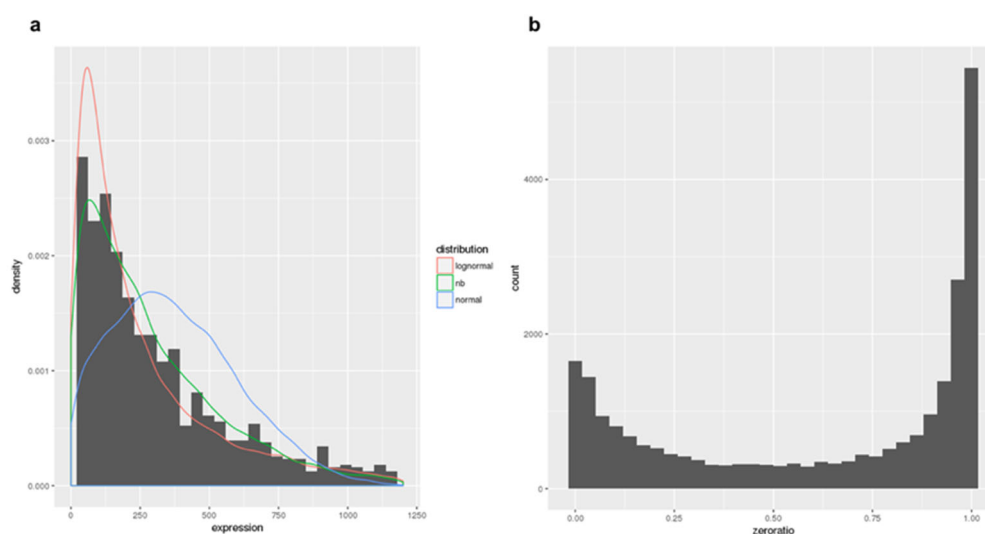 a
0.003
0.002
0.001
0.000
density
0 250 500 750 1000 1250
expression
distribution
lognormal
nb
normal
b
4000
2000
0
count
0.00 0.25 0.50 0.75 1.00
zeroratio